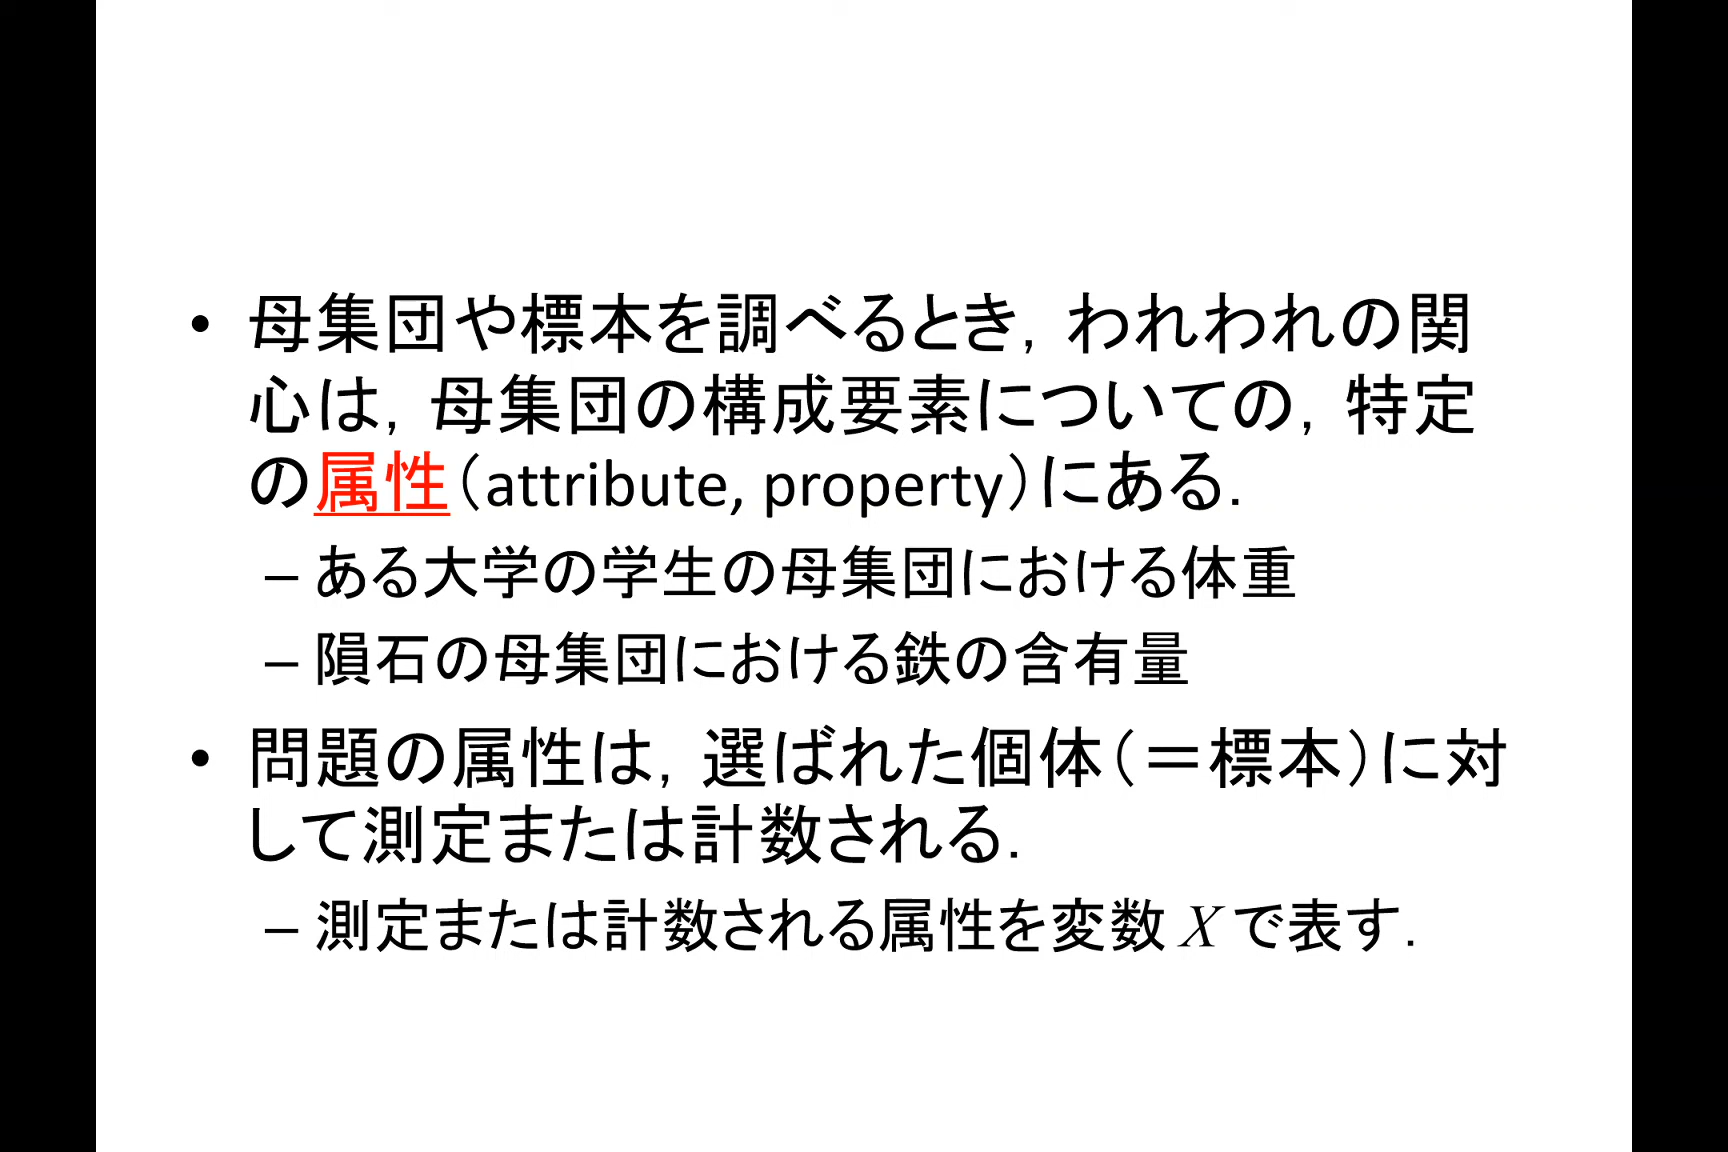 • 母集団や標本を調べるとき，われわれの関
心は，母集団の構成要素についての，特定
の属性（attribute, property）にある．
– ある大学の学生の母集団における体重
– 隕石の母集団における鉄の含有量
• 問題の属性は，選ばれた個体（＝標本）に対
して測定または計数される．
– 測定または計数される属性を変数 X で表す．